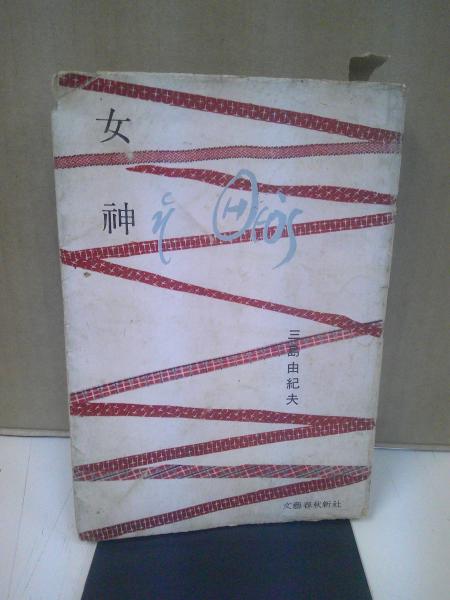 女神
ἡ Θεός
三島由紀夫
文藝春秋新社